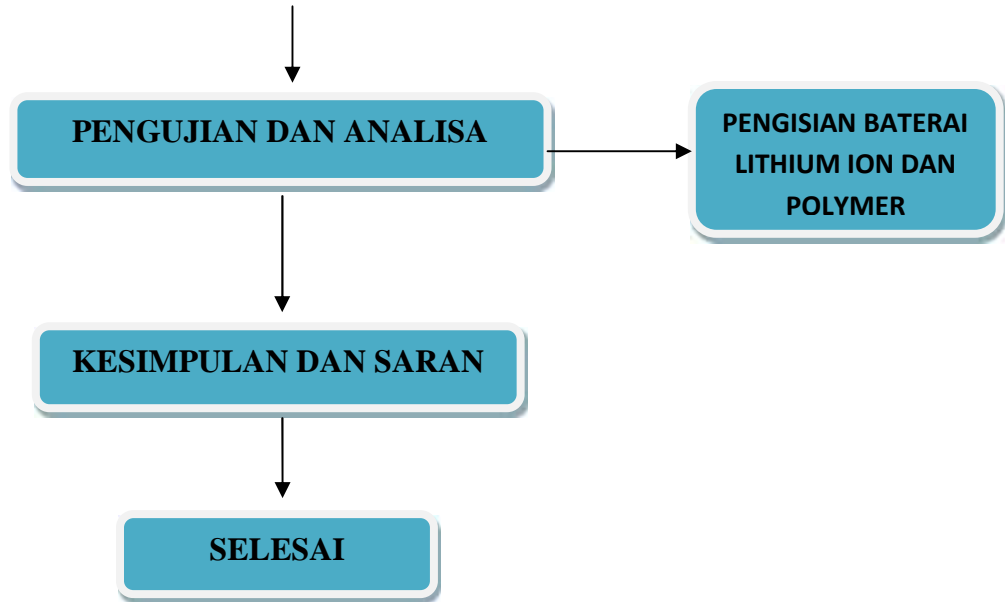 PENGUJIAN DAN ANALISA
PENGISIAN BATERAI
LITHIUM ION DAN
POLYMER
KESIMPULAN DAN SARAN
SELESAI